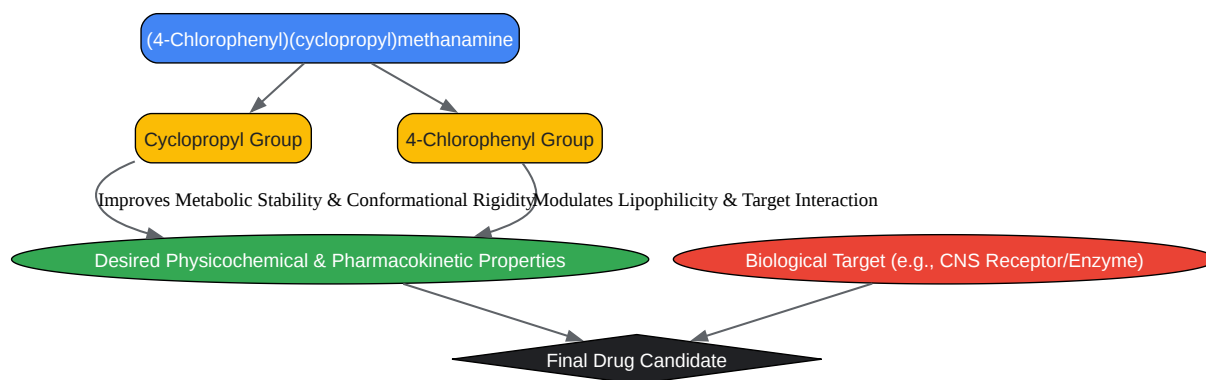 (4-Chlorophenyl)(cyclopropyl)methanamine
Cyclopropyl Group
4-Chlorophenyl Group
Improves Metabolic Stability & Conformational Rigidity
Modulates Lipophilicity & Target Interaction
Desired Physicochemical & Pharmacokinetic Properties
Biological Target (e.g., CNS Receptor/Enzyme)
Final Drug Candidate